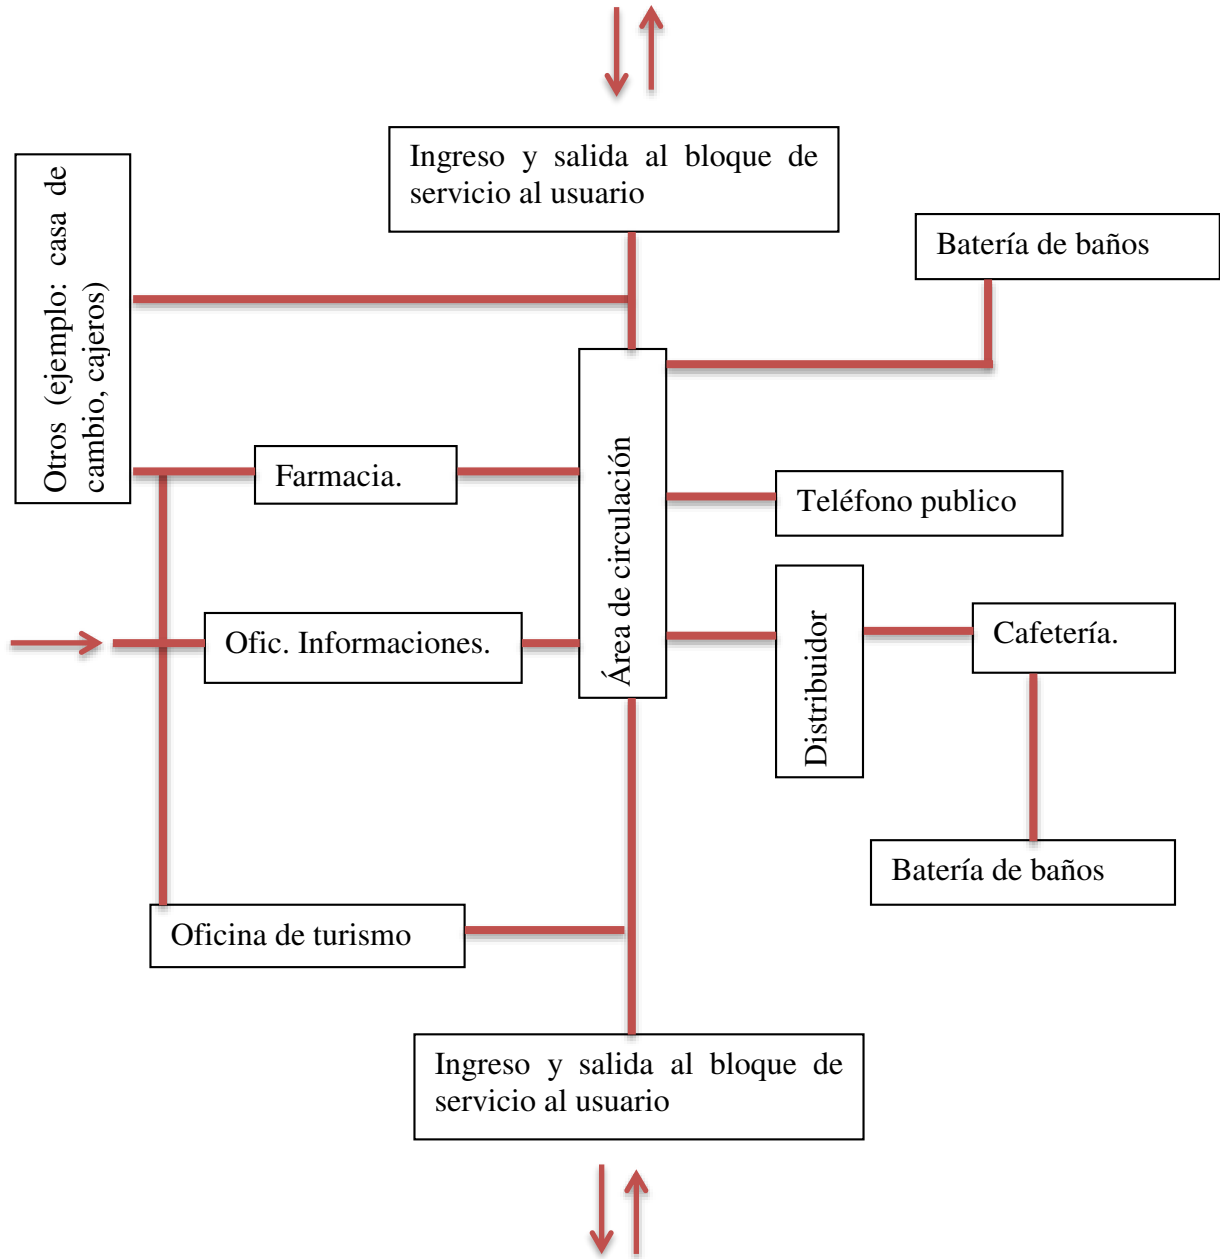 Ingreso y salida al bloque de
servicio al usuario
Otros (ejemplo: casa de
cambio, cajeros)
Batería de baños
Farmacia.
Área de circulación
Teléfono publico
Ofic. Informaciones.
Distribuidor
Cafetería.
Batería de baños
Oficina de turismo
Ingreso y salida al bloque de
servicio al usuario